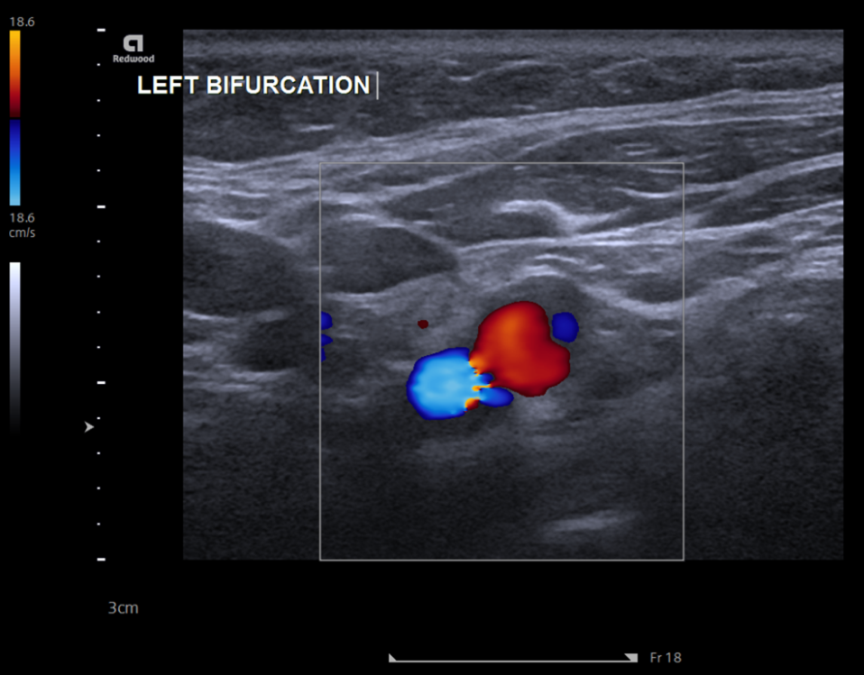 18.6
Redwood
LEFT BIFURCATION
18.6
cm/s
3cm
Fr 18